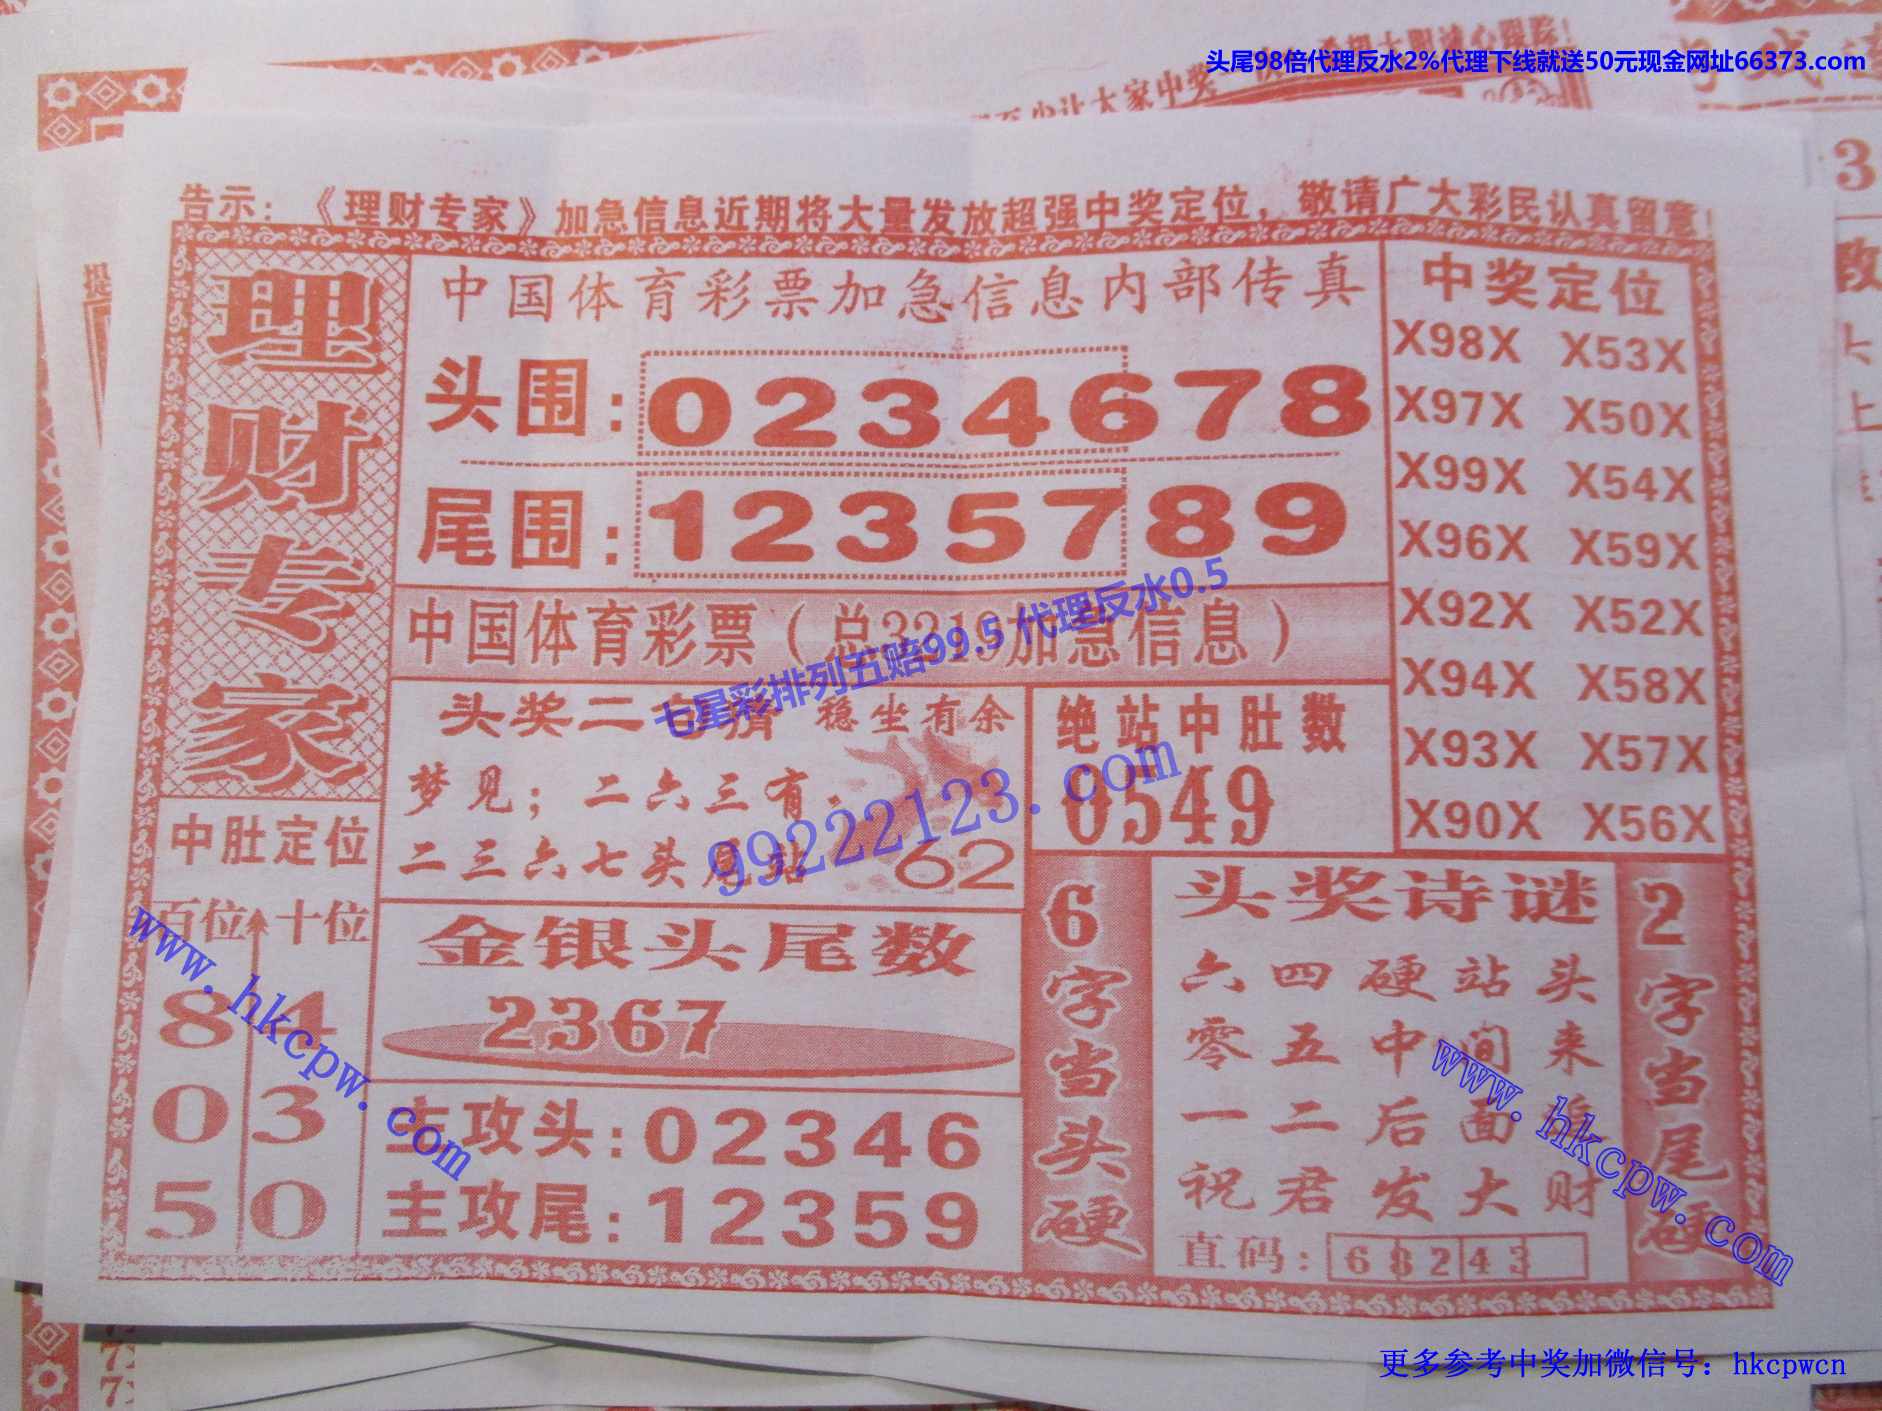 头尾98倍代理反水2%代理下线就送50元现金网址66373.com
告示：《理财专家》加急信息近期将大量发放超强中奖定位，敬请广大彩民认真留意！
理财专家
中国体育彩票加急信息内部传真
头围：0234678
尾围：1235789
中奖定位
X98X X53X
X97X X50X
X99X X54X
X96X X59X
X92X X52X
X94X X58X
X93X X57X
X90X X56X
中国体育彩票（总 加急信息）
七星彩排列五赔99.5 代理反水0.5
头奖二 稳坐有余
梦见；二六三有.
二三六七头尾站 62
99222123.com
绝站中肚数
0549
中肚定位
百位 十位
8 4
0 3
5 0
www.hkcpw.com
金银头尾数
2367
主攻头：02346
主攻尾：12359
6字当头硬
头奖诗谜
六四硬站头
零五中间来
一二后面
祝君发大财
直码：68243
2字当尾硬
www.hkcpw.com
更多参考中奖加微信号：hkcpwcn